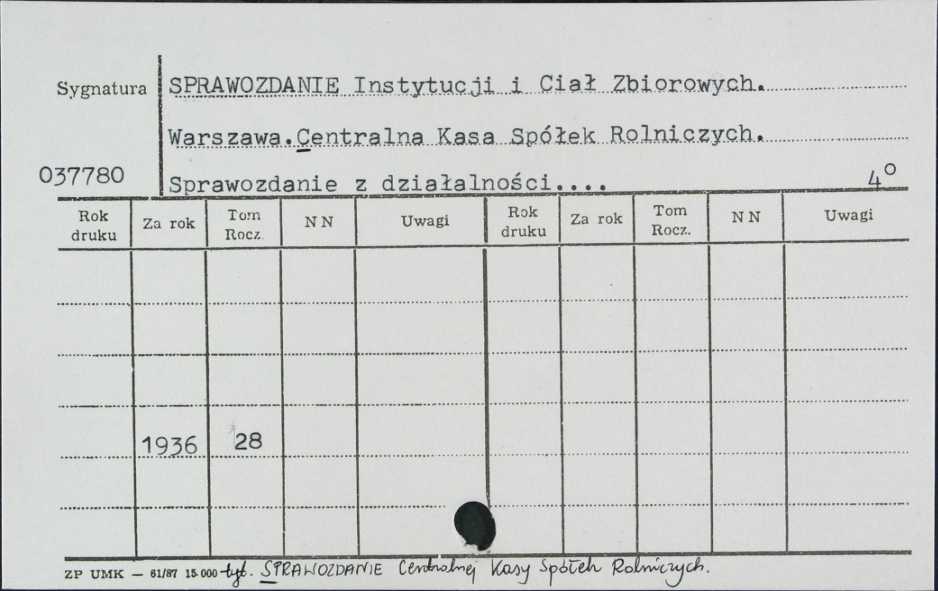 Sygnatura SPRAWOZDANIE Instytucji i Ciał Zbiorowych.
Warszawa.Centralna Kasa Spółek Rolniczych.
037780 Sprawozdanie z działalności.... 4º
Rok druku Za rok Tom Rocz. N N Uwagi Rok druku Za rok Tom Rocz. N N Uwagi
1936 28
ZP UMK — 61/87 15.000 tyt. SPRAWOZDANIE Centralnej Kasy Spółek Rolniczych.